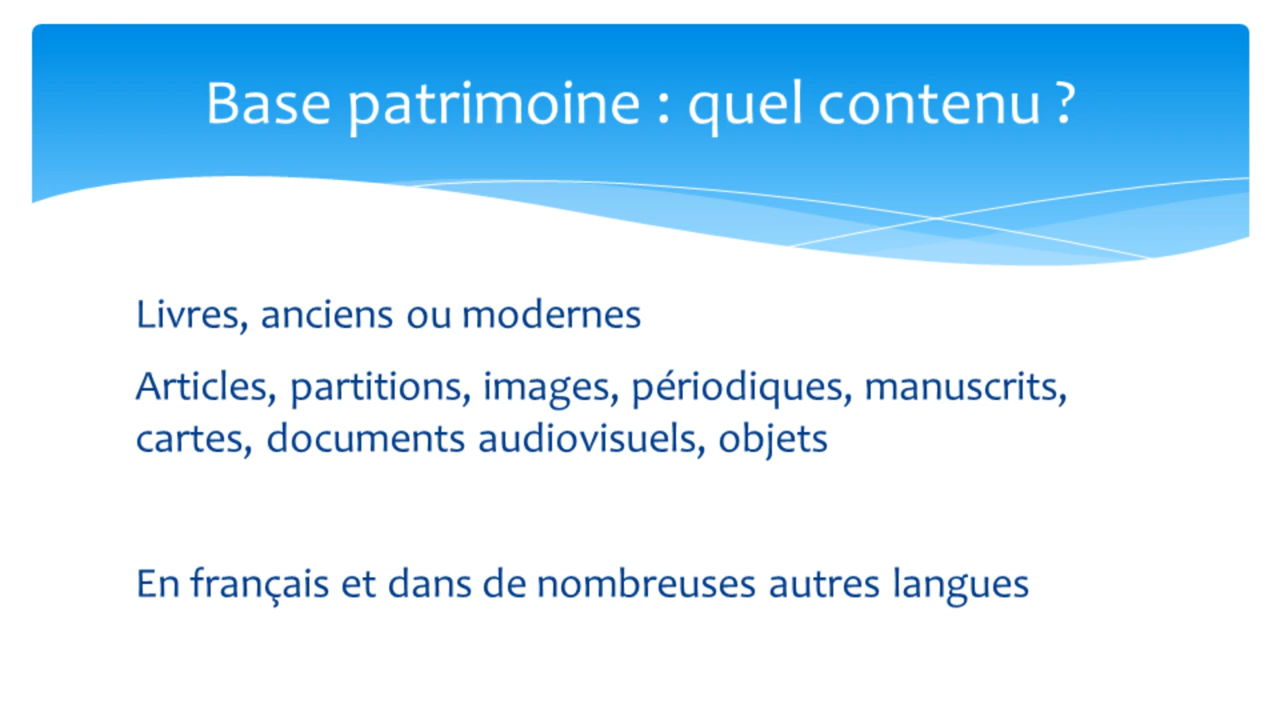 Base patrimoine : quel contenu ?
Livres, anciens ou modernes
Articles, partitions, images, périodiques, manuscrits,
cartes, documents audiovisuels, objets
En français et dans de nombreuses autres langues